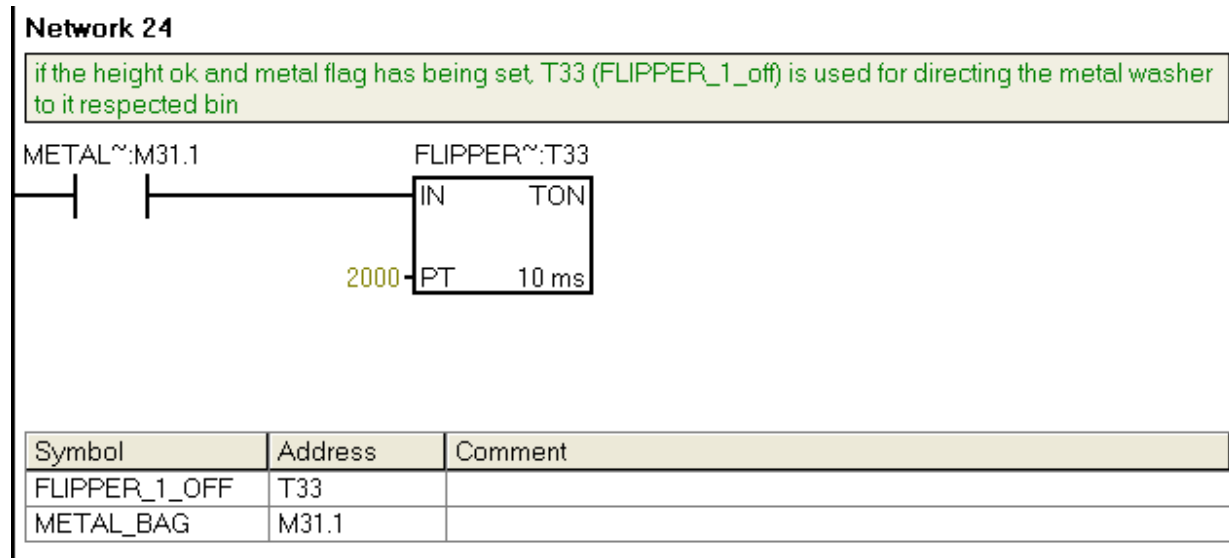 Network 24
if the height ok and metal flag has being set, T33 (FLIPPER_1_off) is used for directing the metal washer
to it respected bin
METAL~:M31.1 FLIPPER~:T33
IN TON
2000 PT 10 ms
Symbol Address Comment
FLIPPER_1_OFF T33
METAL_BAG M31.1